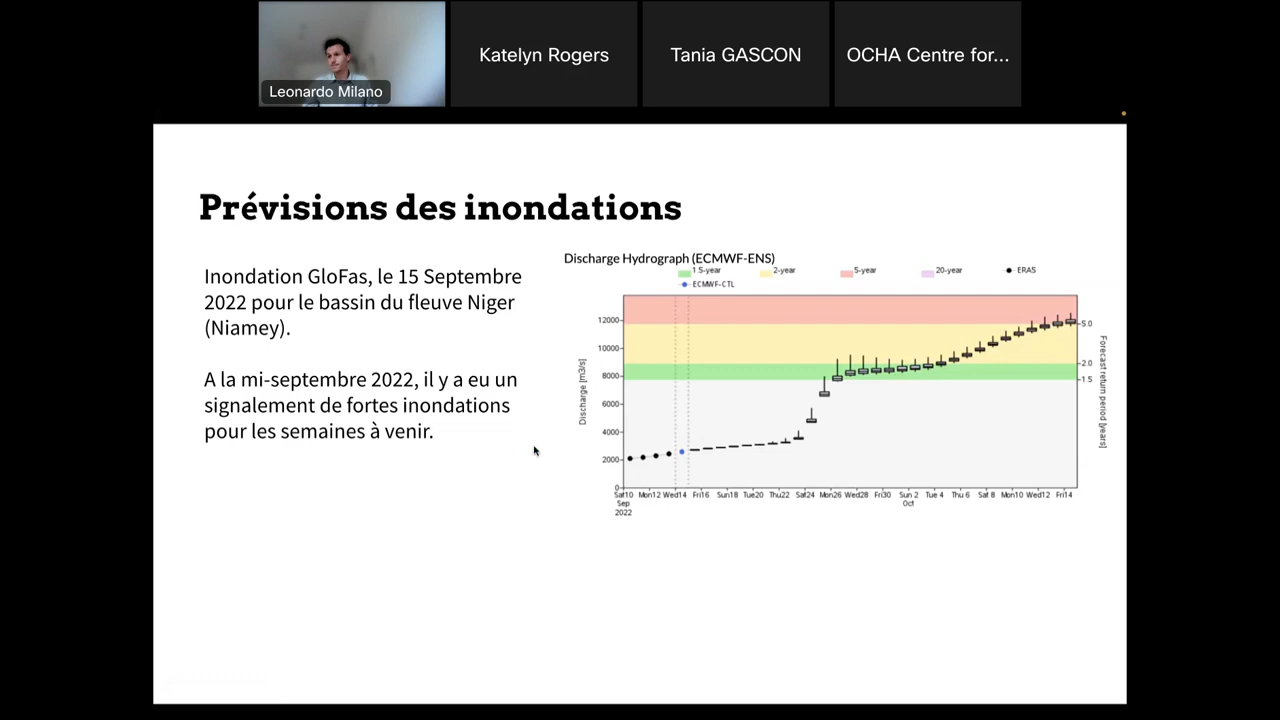 Leonardo Milano
Katelyn Rogers
Tania GASCON
OCHA Centre for...
Prévisions des inondations
Inondation GloFas, le 15 Septembre
2022 pour le bassin du fleuve Niger
(Niamey).
A la mi-septembre 2022, il y a eu un
signalement de fortes inondations
pour les semaines à venir.
Discharge Hydrograph (ECMWF-ENS)
1.5-year
2-year
5-year
20-year
ERA5
ECMWF-CTL
Discharge [m3/s]
12000
10000
8000
6000
4000
2000
0
5.0
2.0
1.5
Forecast return period [years]
Sat10 Mon12 Wed14 Fri16 Sun18 Tue20 Thu22 Sat24 Mon26 Wed28 Fri30 Sun 2 Tue 4 Thu 6 Sat 8 Mon10 Wed12 Fri14
Sep Oct
2022